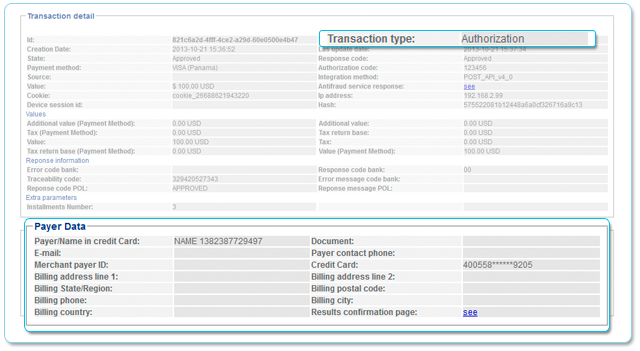 Transaction detail
Transaction type: Authorization
Id: 821c6a2d-4fff-4ce2-a29d-60e0500e4b47
Creation Date: 2013-10-21 15:36:52 Last update date: 2013-10-21 15:37:34
State: Approved Response code: Approved
Payment method: VISA (Panama) Authorization code: 123456
Source: Integration method: POST_API_v4_0
Value: $ 100.00 USD Antifraud service response: see
Cookie: cookie_26688621943220 Ip address: 192.168.2.99
Device session id: Hash:
Values
Additional value (Payment Method): 0.00 USD Additional value: 0.00 USD
Tax (Payment Method): 0.00 USD Tax return base: 0.00 USD
Value: 100.00 USD Tax: 0.00 USD
Tax return base (Payment Method): 0.00 USD Value (Payment Method): 100.00 USD
Reponse information
Error code bank: Response code bank: 00
Traceability code: 329420527343 Error message code bank:
Reponse code POL: APPROVED Reponse message POL:
Extra parameters
Installments Number: 3
Payer Data
Payer/Name in credit Card: NAME 1382387729497 Document:
E-mail: Payer contact phone:
Merchant payer ID: Credit Card: 400558******9205
Billing address line 1: Billing address line 2:
Billing State/Region: Billing postal code:
Billing phone: Billing city:
Billing country: Results confirmation page: see